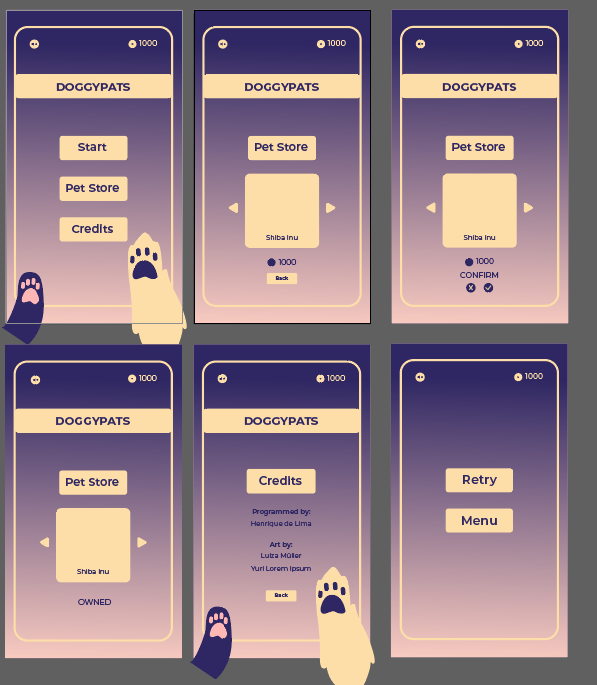 1000
DOGGYPATS
Start
Pet Store
Credits
1000
DOGGYPATS
Pet Store
Shiba Inu
1000
Back
1000
DOGGYPATS
Pet Store
Shiba Inu
1000
CONFIRM
X
1000
DOGGYPATS
Pet Store
Shiba Inu
OWNED
1000
DOGGYPATS
Credits
Programmed by:
Henrique de Lima
Art by:
Luiza Müller
Yuri Lorem Ipsum
Back
1000
Retry
Menu